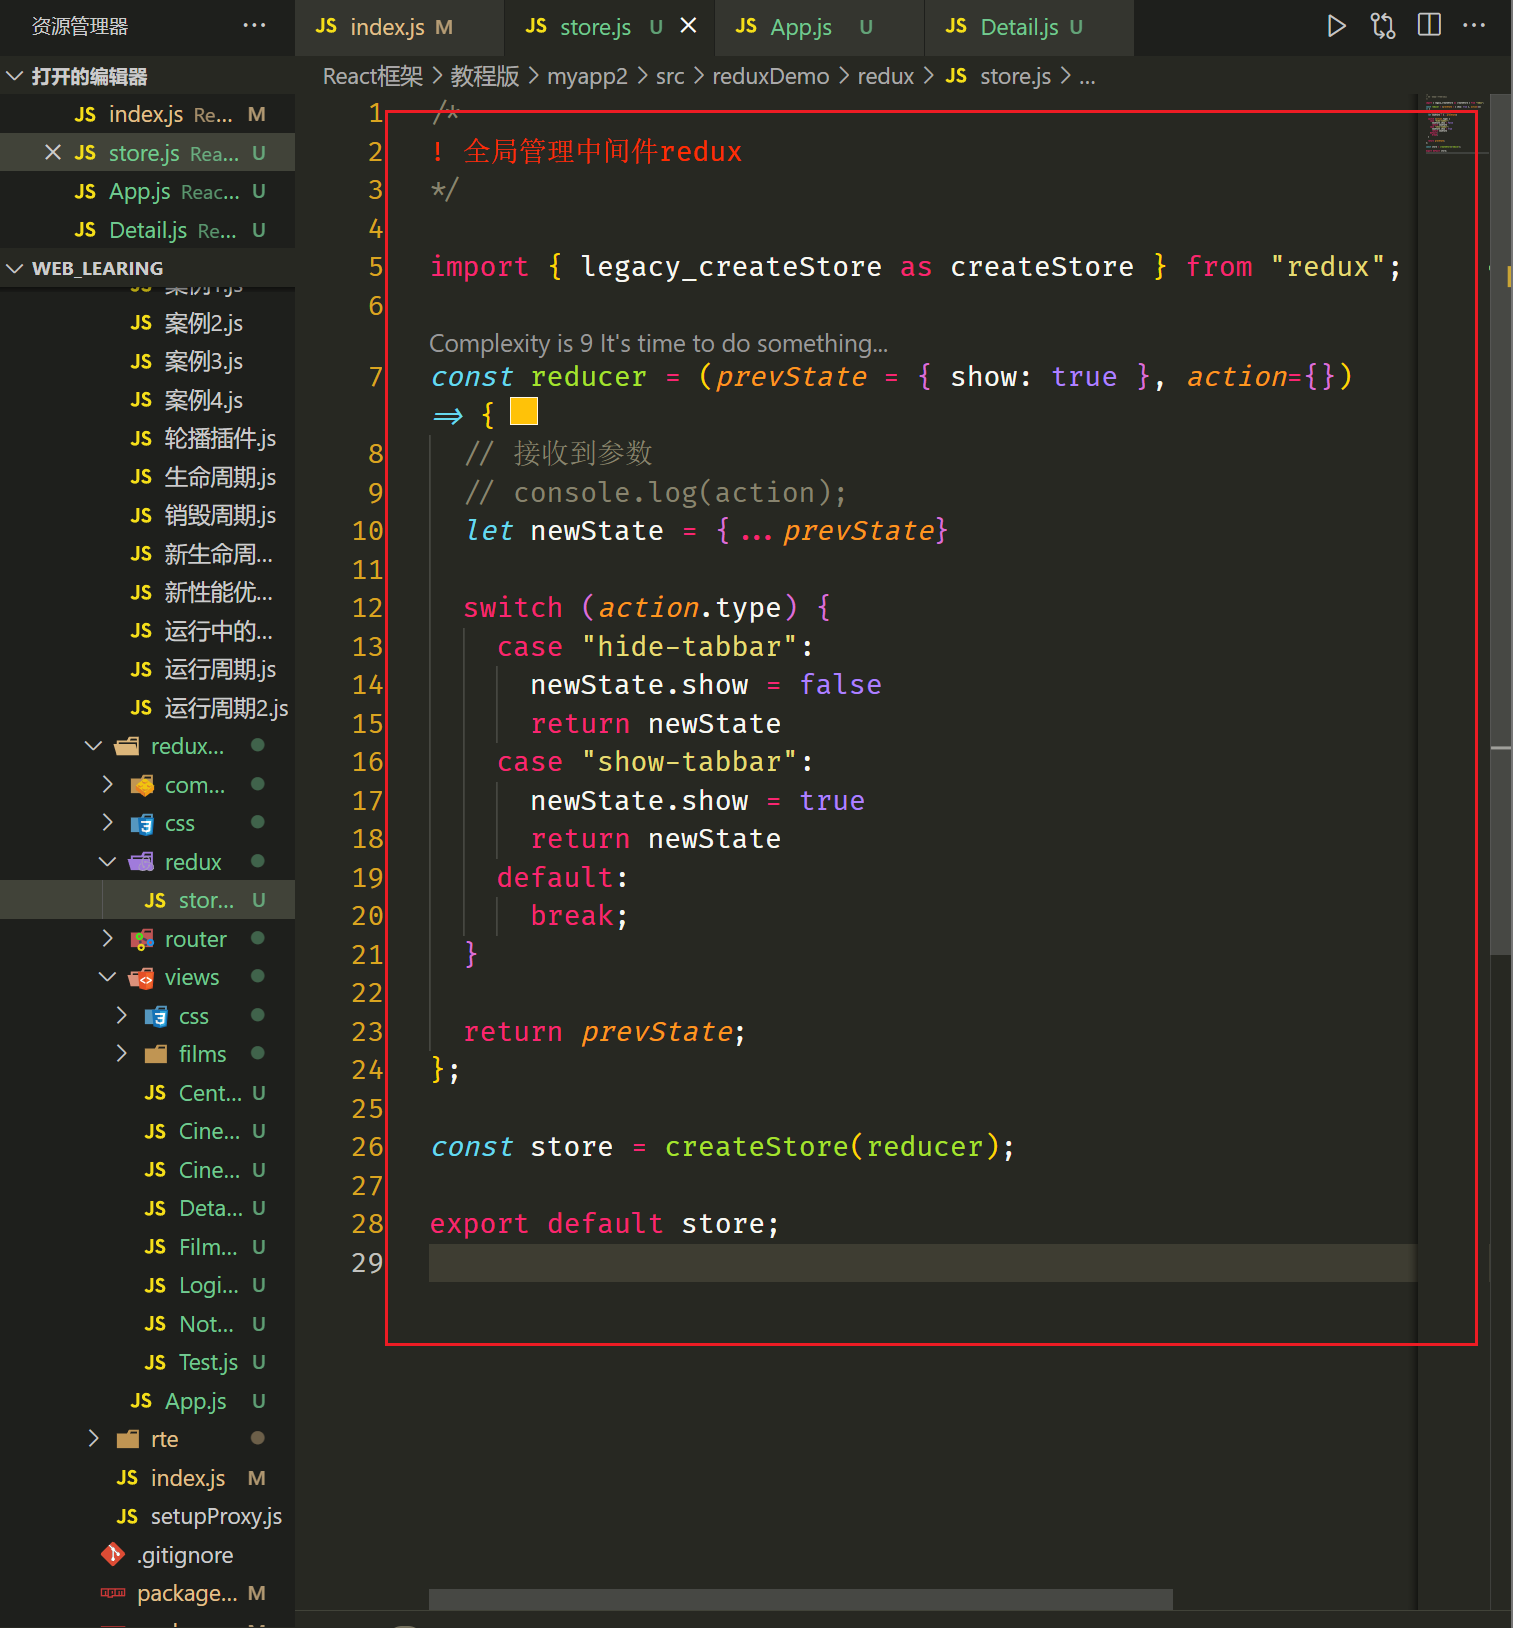 资源管理器 ···
打开的编辑器
JS index.js Re... M
JS store.js Rea... U
JS App.js Reac... U
JS Detail.js Re... U
WEB_LEARING
JS 案例1.js
JS 案例2.js
JS 案例3.js
JS 案例4.js
JS 轮播插件.js
JS 生命周期.js
JS 销毁周期.js
JS 新生命周...
JS 新性能优...
JS 运行中的...
JS 运行周期.js
JS 运行周期2.js
redux...
com...
css
redux
JS stor... U
router
views
css
films
JS Cent... U
JS Cine... U
JS Cine... U
JS Deta... U
JS Film... U
JS Logi... U
JS Not... U
JS Test.js U
JS App.js U
rte
JS index.js M
JS setupProxy.js
.gitignore
package... M
JS index.js M JS store.js U JS App.js U JS Detail.js U
React框架 > 教程版 > myapp2 > src > reduxDemo > redux > JS store.js > ...
1 /*
2 ! 全局管理中间件redux
3 */
4
5 import { legacy_createStore as createStore } from "redux";
6
Complexity is 9 It's time to do something...
7 const reducer = (prevState = { show: true }, action={})
=> {
8 // 接收到参数
9 // console.log(action);
10 let newState = {...prevState}
11
12 switch (action.type) {
13 case "hide-tabbar":
14 newState.show = false
15 return newState
16 case "show-tabbar":
17 newState.show = true
18 return newState
19 default:
20 break;
21 }
22
23 return prevState;
24 };
25
26 const store = createStore(reducer);
27
28 export default store;
29